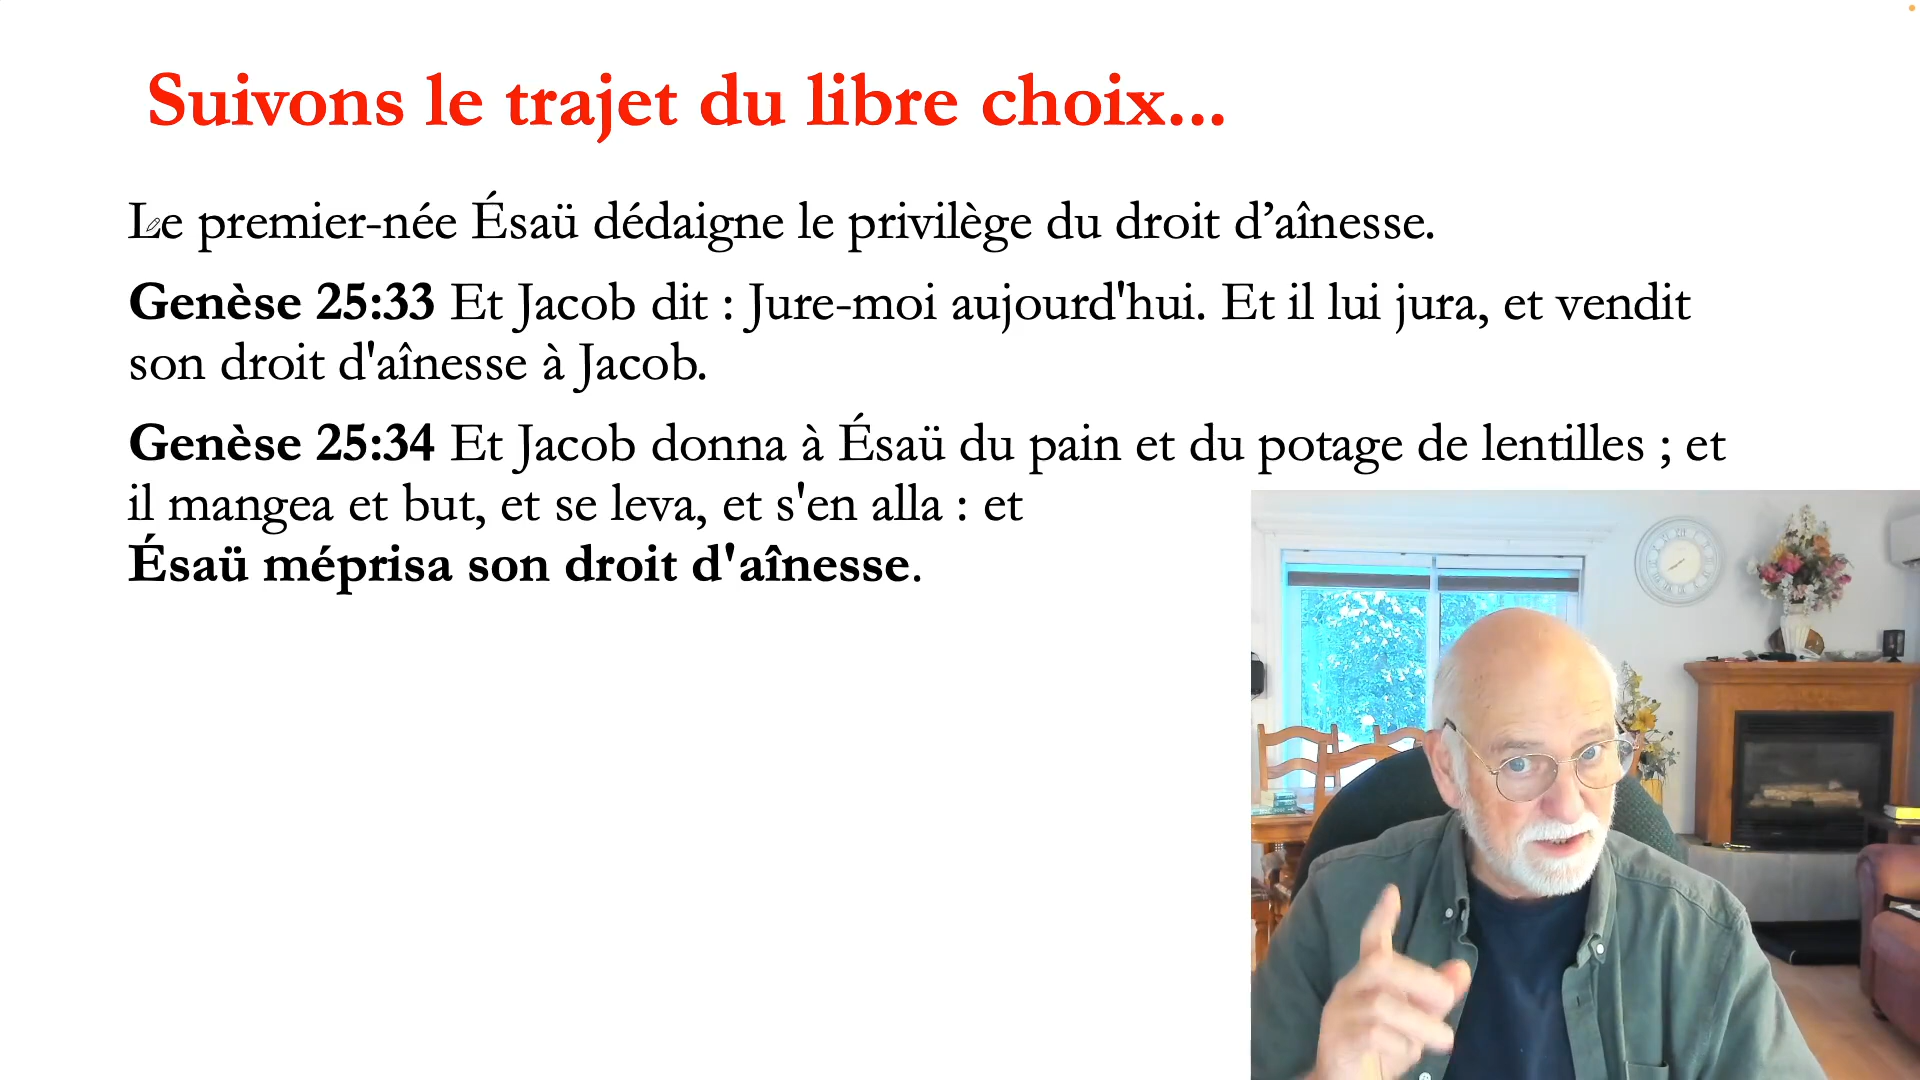 Suivons le trajet du libre choix...
Le premier-née Ésaü dédaigne le privilège du droit d’aînesse.
Genèse 25:33 Et Jacob dit : Jure-moi aujourd'hui. Et il lui jura, et vendit
son droit d'aînesse à Jacob.
Genèse 25:34 Et Jacob donna à Ésaü du pain et du potage de lentilles ; et
il mangea et but, et se leva, et s'en alla : et
Ésaü méprisa son droit d'aînesse.